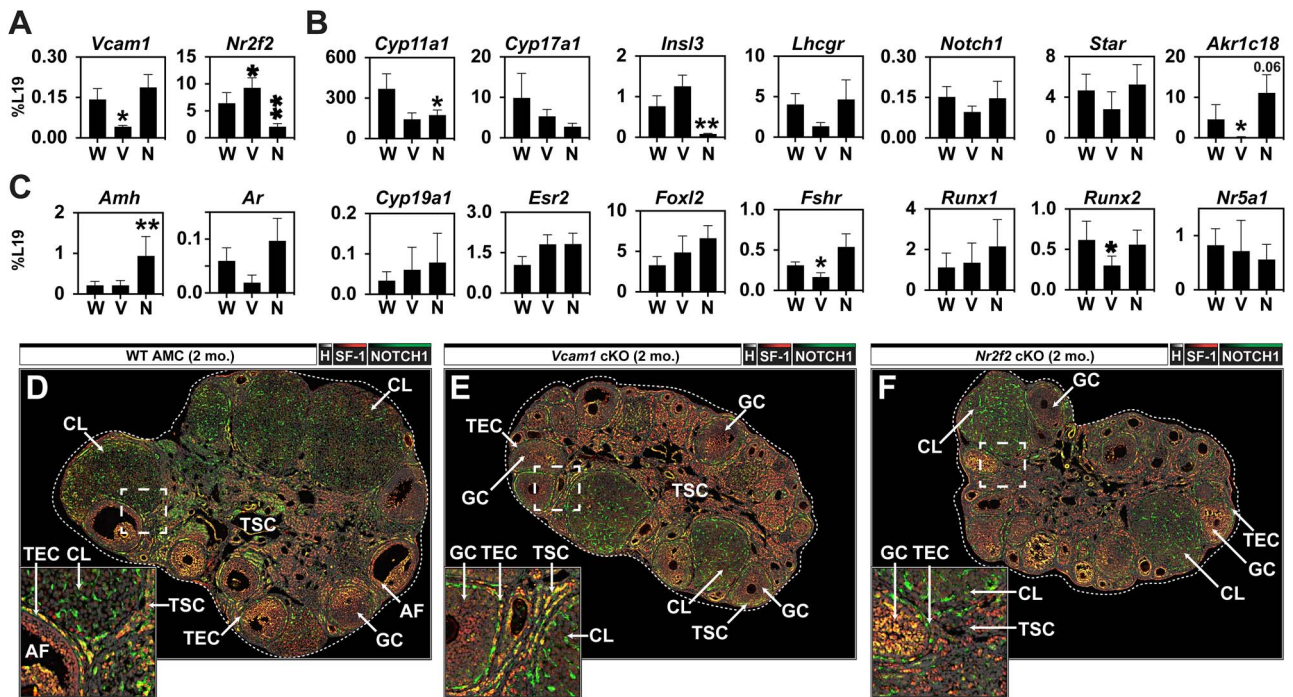 A
B
Vcam1
Nr2f2
Cyp11a1
Cyp17a1
Insl3
Lhcgr
Notch1
Star
Akr1c18
%L19
0.30
0.15
0.00
15
10
5
0
600
300
0
20
10
0
2
1
0
10
5
0
0.30
0.15
0.00
8
4
0
20
10
0
*
*
**
*
**
*
0.06
W V N
W V N
W V N
W V N
W V N
W V N
W V N
W V N
W V N
C
Amh
Ar
Cyp19a1
Esr2
Foxl2
Fshr
Runx1
Runx2
Nr5a1
%L19
2
1
0
0.1
0.0
0.2
0.1
0.0
3.0
1.5
0.0
10
5
0
1.0
0.5
0.0
4
2
0
1.0
0.5
0.0
1
0
**
*
*
W V N
W V N
W V N
W V N
W V N
W V N
W V N
W V N
W V N
WT AMC (2 mo.) H SF-1 NOTCH1
Vcam1 cKO (2 mo.) H SF-1 NOTCH1
Nr2f2 cKO (2 mo.) H SF-1 NOTCH1
D
CL
CL
TSC
TEC CL
TSC
AF
TEC
AF
GC
E
TEC
GC
GC
TSC
GC TEC TSC
CL
CL
TSC
GC
F
GC
CL
GC TEC
CL
TSC
TEC
GC
CL